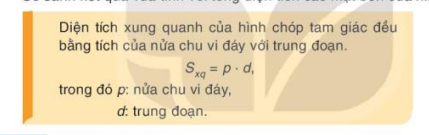 Diện tích xung quanh của hình chóp tam giác đều
bằng tích của nửa chu vi đáy với trung đoạn.
S_xq = p · d,
trong đó p: nửa chu vi đáy,
d: trung đoạn.